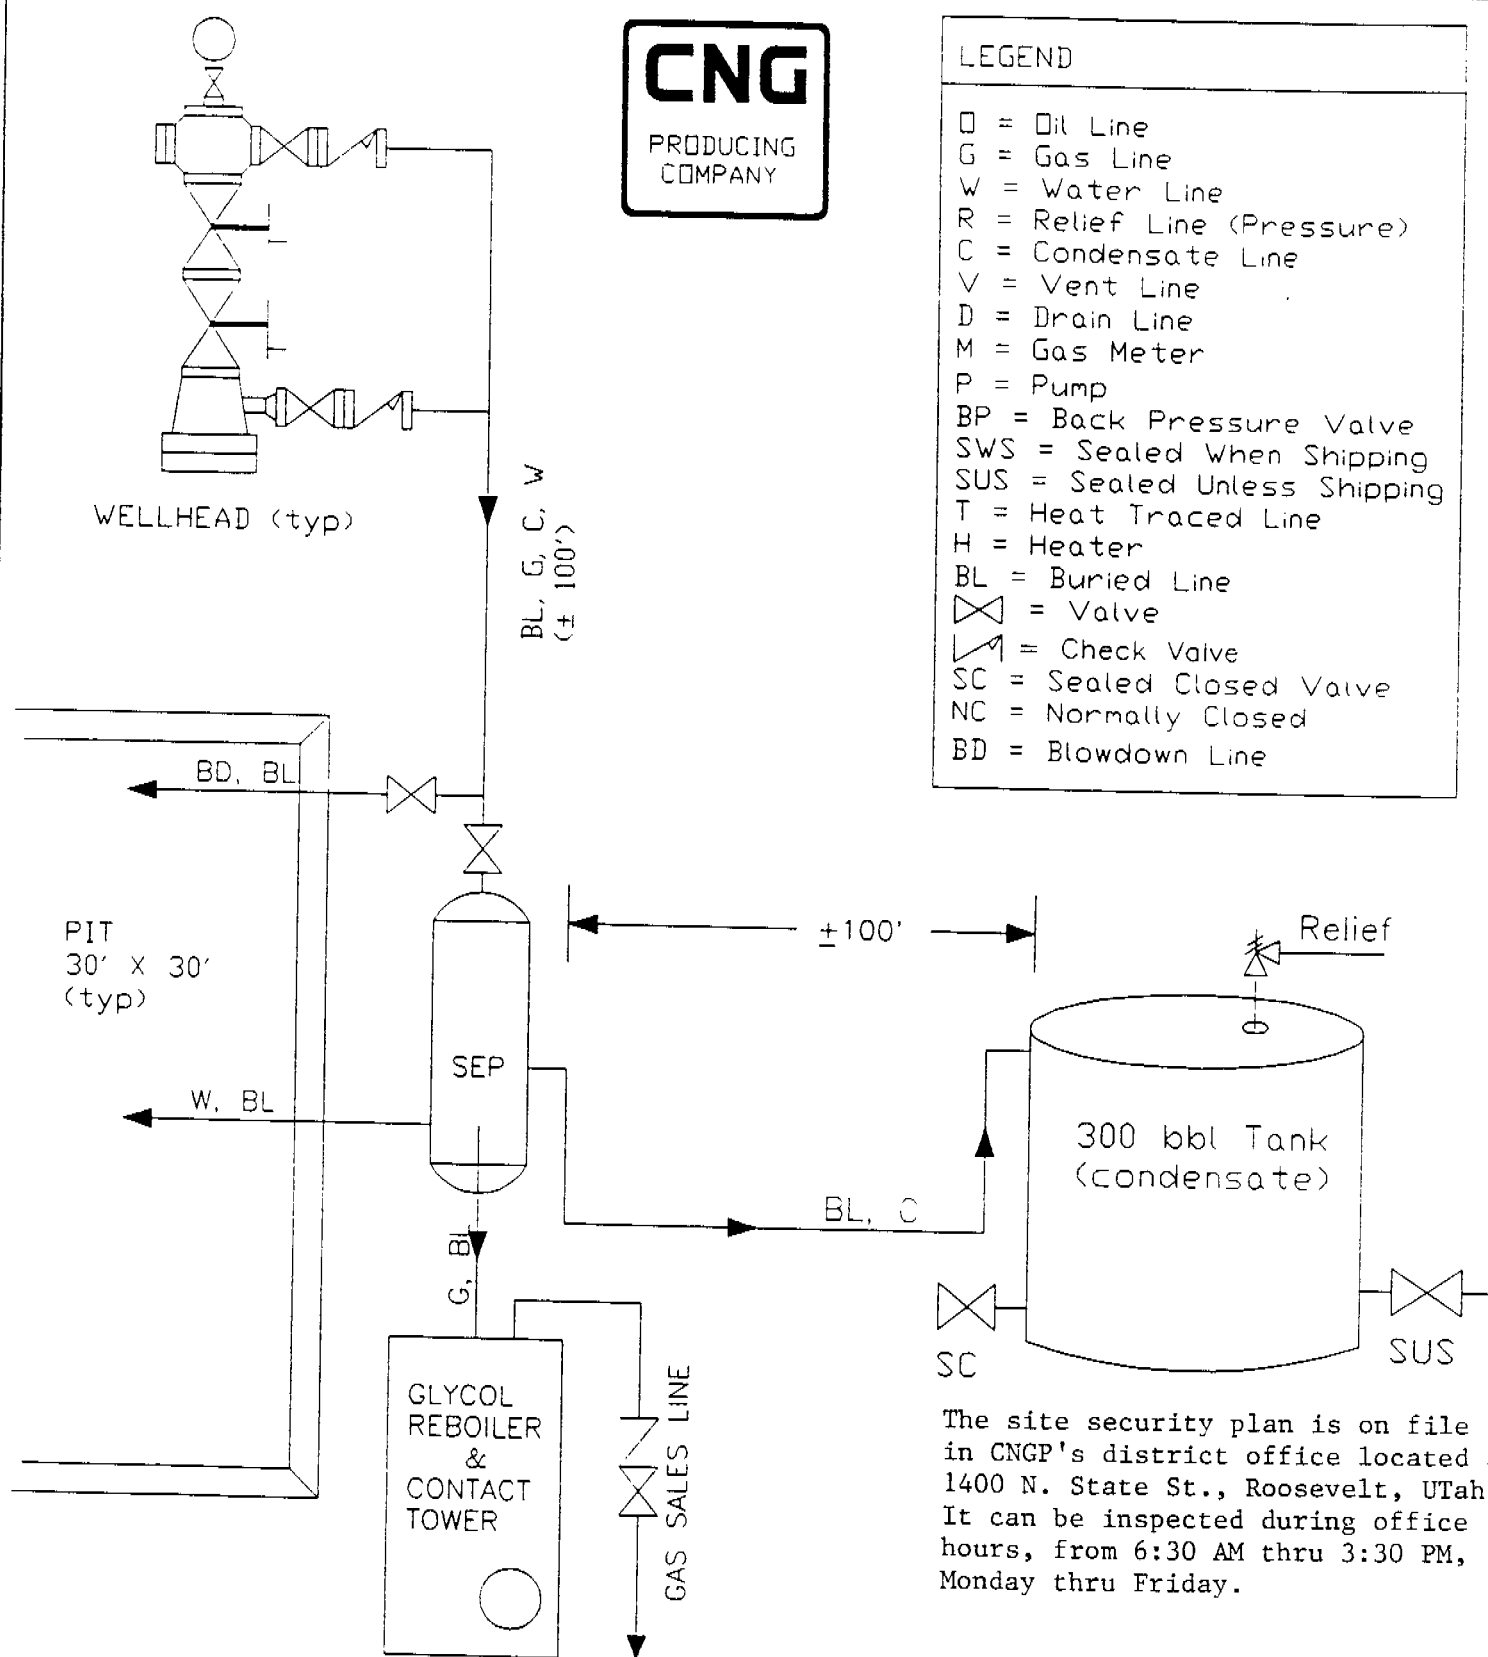 CNG
PRODUCING
COMPANY
LEGEND
O = Oil Line
G = Gas Line
W = Water Line
R = Relief Line (Pressure)
C = Condensate Line
V = Vent Line
D = Drain Line
M = Gas Meter
P = Pump
BP = Back Pressure Valve
SWS = Sealed When Shipping
SUS = Sealed Unless Shipping
T = Heat Traced Line
H = Heater
BL = Buried Line
= Valve
= Check Valve
SC = Sealed Closed Valve
NC = Normally Closed
BD = Blowdown Line
T
T
WELLHEAD (typ)
BL, G, C, W
(± 100')
BD, BL
PIT
30' X 30'
(typ)
±100'
Relief
SEP
W, BL
300 bbl Tank
(condensate)
BL, C
G, BL
SC
SUS
GLYCOL
REBOILER
&
CONTACT
TOWER
GAS SALES LINE
The site security plan is on file
in CNGP's district office located
1400 N. State St., Roosevelt, UTah
It can be inspected during office
hours, from 6:30 AM thru 3:30 PM,
Monday thru Friday.